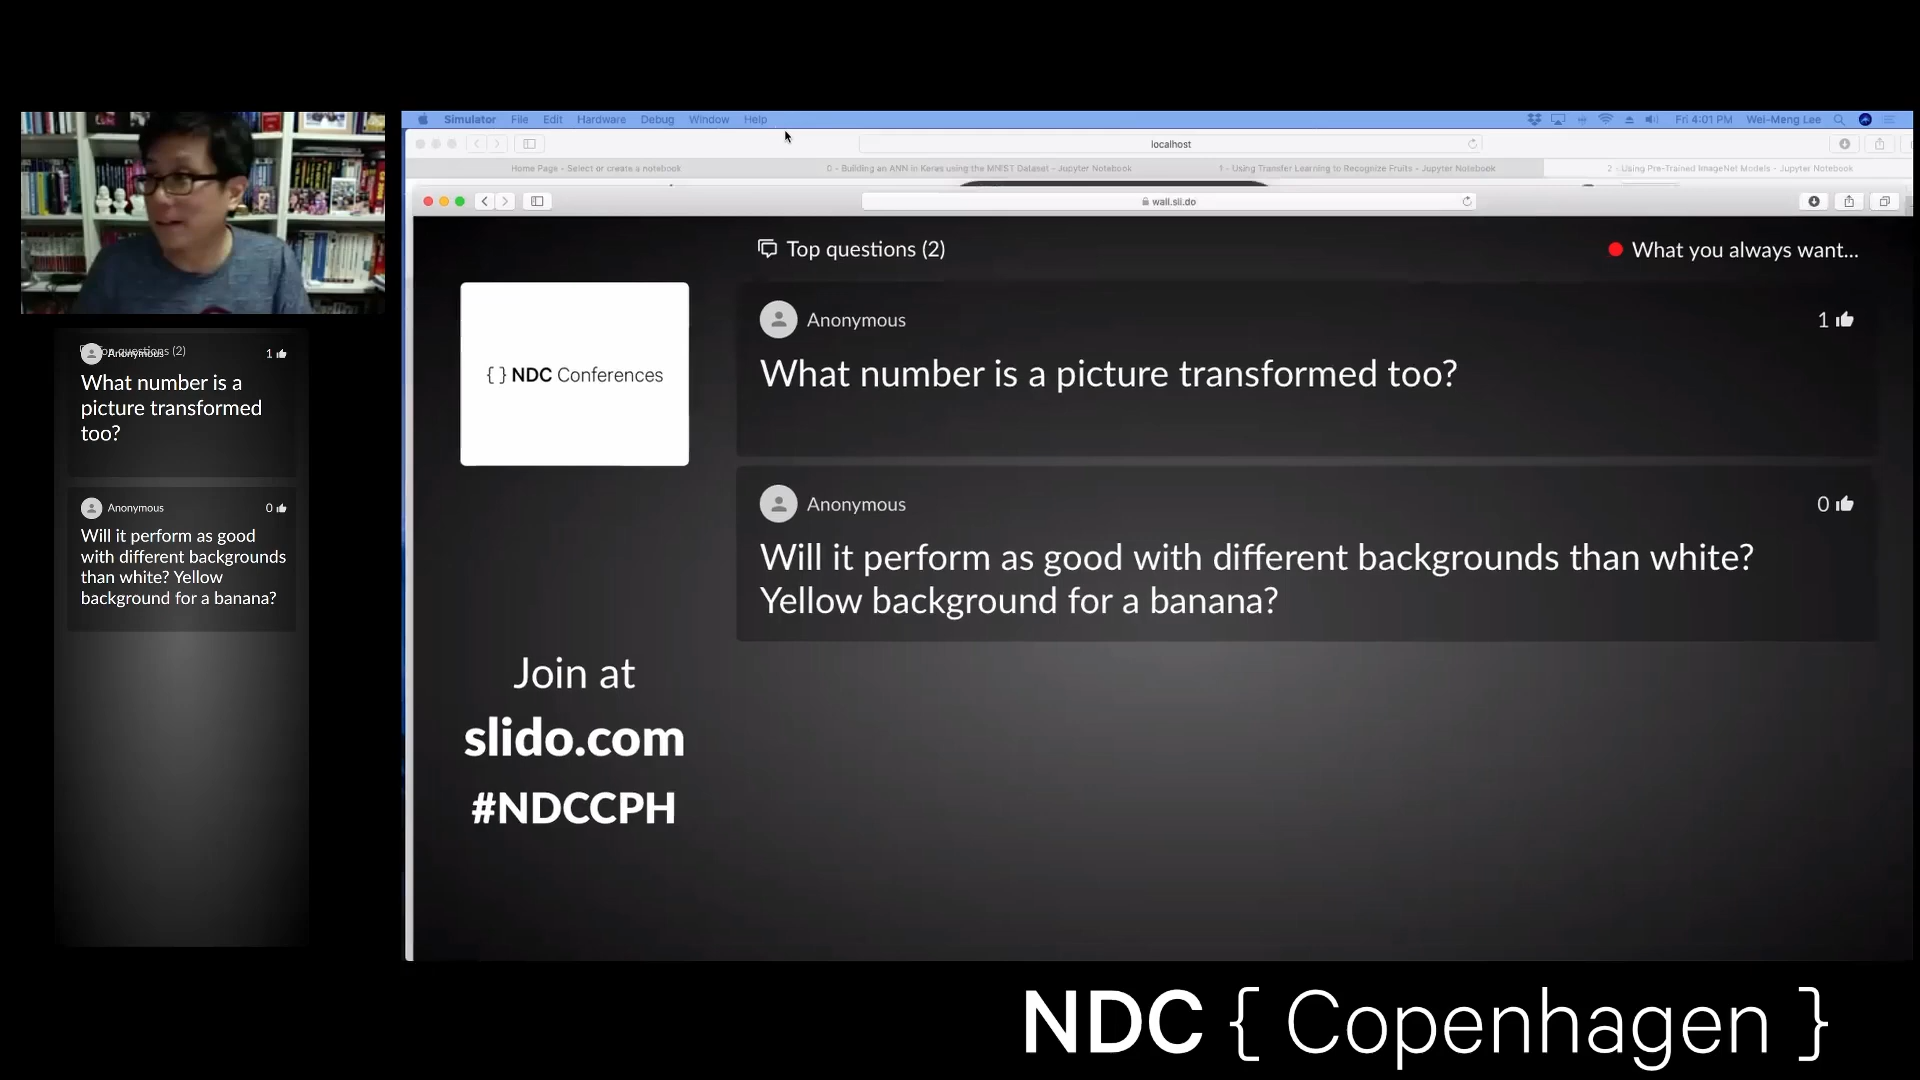 Simulator File Edit Hardware Debug Window Help
Fri 4:01 PM Wei-Meng Lee
localhost
Home Page - Select or create a notebook
0 - Building an ANN in Keras using the MNIST Dataset - Jupyter Notebook
1 - Using Transfer Learning to Recognize Fruits - Jupyter Notebook
2 - Using Pre-Trained ImageNet Models - Jupyter Notebook
wall.sli.do
Top questions (2)
What you always want...
{ } NDC Conferences
Anonymous
1
What number is a picture transformed too?
Anonymous
0
Will it perform as good with different backgrounds than white?
Yellow background for a banana?
Join at
slido.com
#NDCCPH
Top questions (2)
Anonymous
1
What number is a
picture transformed
too?
Anonymous
0
Will it perform as good
with different backgrounds
than white? Yellow
background for a banana?
NDC { Copenhagen }